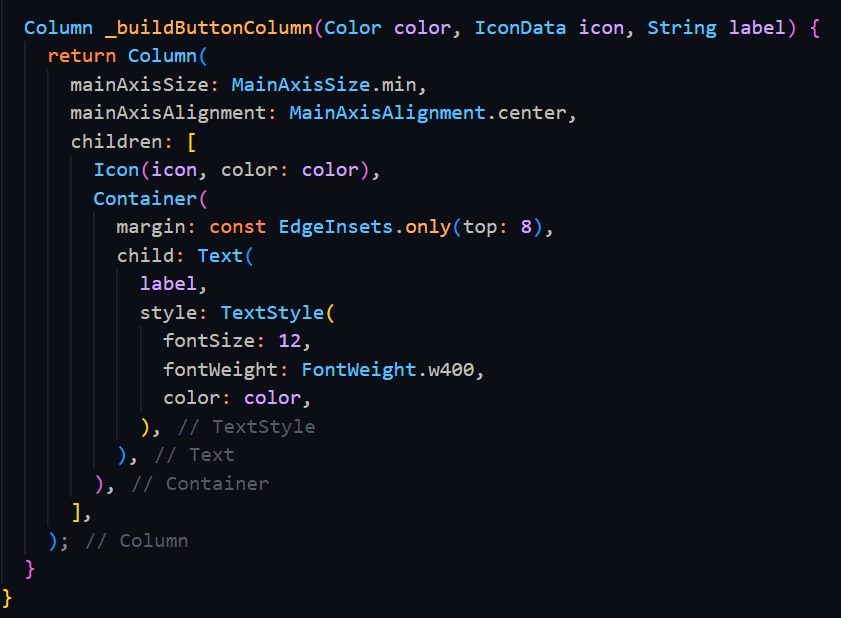 Column _buildButtonColumn(Color color, IconData icon, String label) {
return Column(
mainAxisSize: MainAxisSize.min,
mainAxisAlignment: MainAxisAlignment.center,
children: [
Icon(icon, color: color),
Container(
margin: const EdgeInsets.only(top: 8),
child: Text(
label,
style: TextStyle(
fontSize: 12,
fontWeight: FontWeight.w400,
color: color,
), // TextStyle
), // Text
), // Container
],
); // Column
}
}